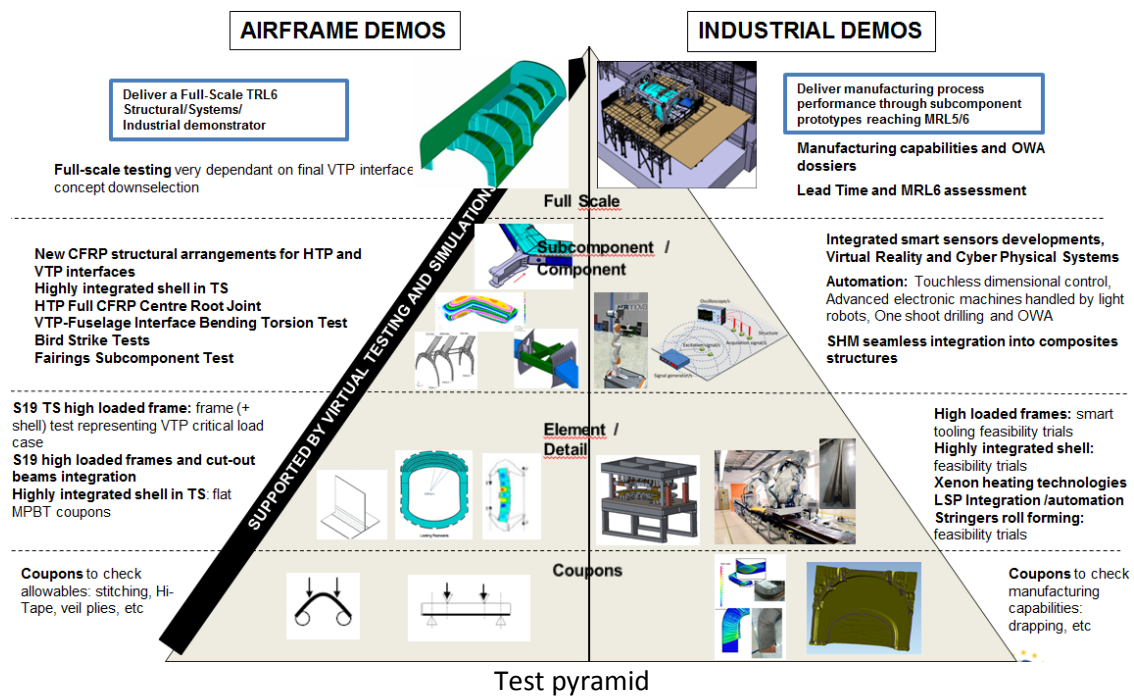 AIRFRAME DEMOS
INDUSTRIAL DEMOS
Deliver a Full-Scale TRL6
Structural/Systems/
Industrial demonstrator
Full-scale testing very dependant on final VTP interface
concept downselection
Deliver manufacturing process
performance through subcomponent
prototypes reaching MRL5/6
Manufacturing capabilities and OWA
dossiers
Lead Time and MRL6 assessment
Full Scale
SUPPORTED BY VIRTUAL TESTING AND SIMULATIONS
New CFRP structural arrangements for HTP and
VTP interfaces
Highly integrated shell in TS
HTP Full CFRP Centre Root Joint
VTP-Fuselage Interface Bending Torsion Test
Bird Strike Tests
Fairings Subcomponent Test
Subcomponent /
Component
Oscilloscope/s
Structure
Excitation signal/s
Acquisition signal/s
Signal generator/s
Integrated smart sensors developments,
Virtual Reality and Cyber Physical Systems
Automation: Touchless dimensional control,
Advanced electronic machines handled by light
robots, One shoot drilling and OWA
SHM seamless integration into composites
structures
S19 TS high loaded frame: frame (+
shell) test representing VTP critical load
case
S19 high loaded frames and cut-out
beams integration
Highly integrated shell in TS: flat
MPBT coupons
Element /
Detail
High loaded frames: smart
tooling feasibility trials
Highly integrated shell:
feasibility trials
Xenon heating technologies
LSP Integration /automation
Stringers roll forming:
feasibility trials
Coupons to check
allowables: stitching, Hi-
Tape, veil plies, etc
Coupons
Coupons to check
manufacturing
capabilities:
drapping, etc
Test pyramid